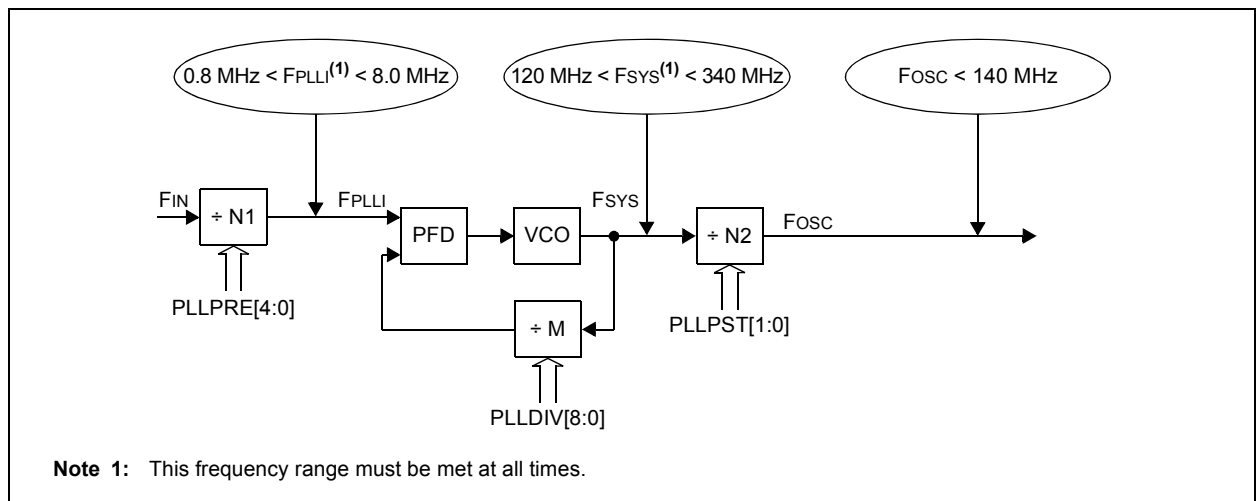 0.8 MHz < FPLLI(1) < 8.0 MHz
120 MHz < FSYS(1) < 340 MHz
FOSC < 140 MHz
FIN
÷ N1
FPLLI
PFD
VCO
FSYS
÷ N2
FOSC
PLLPRE[4:0]
÷ M
PLLPST[1:0]
PLLDIV[8:0]
Note 1: This frequency range must be met at all times.